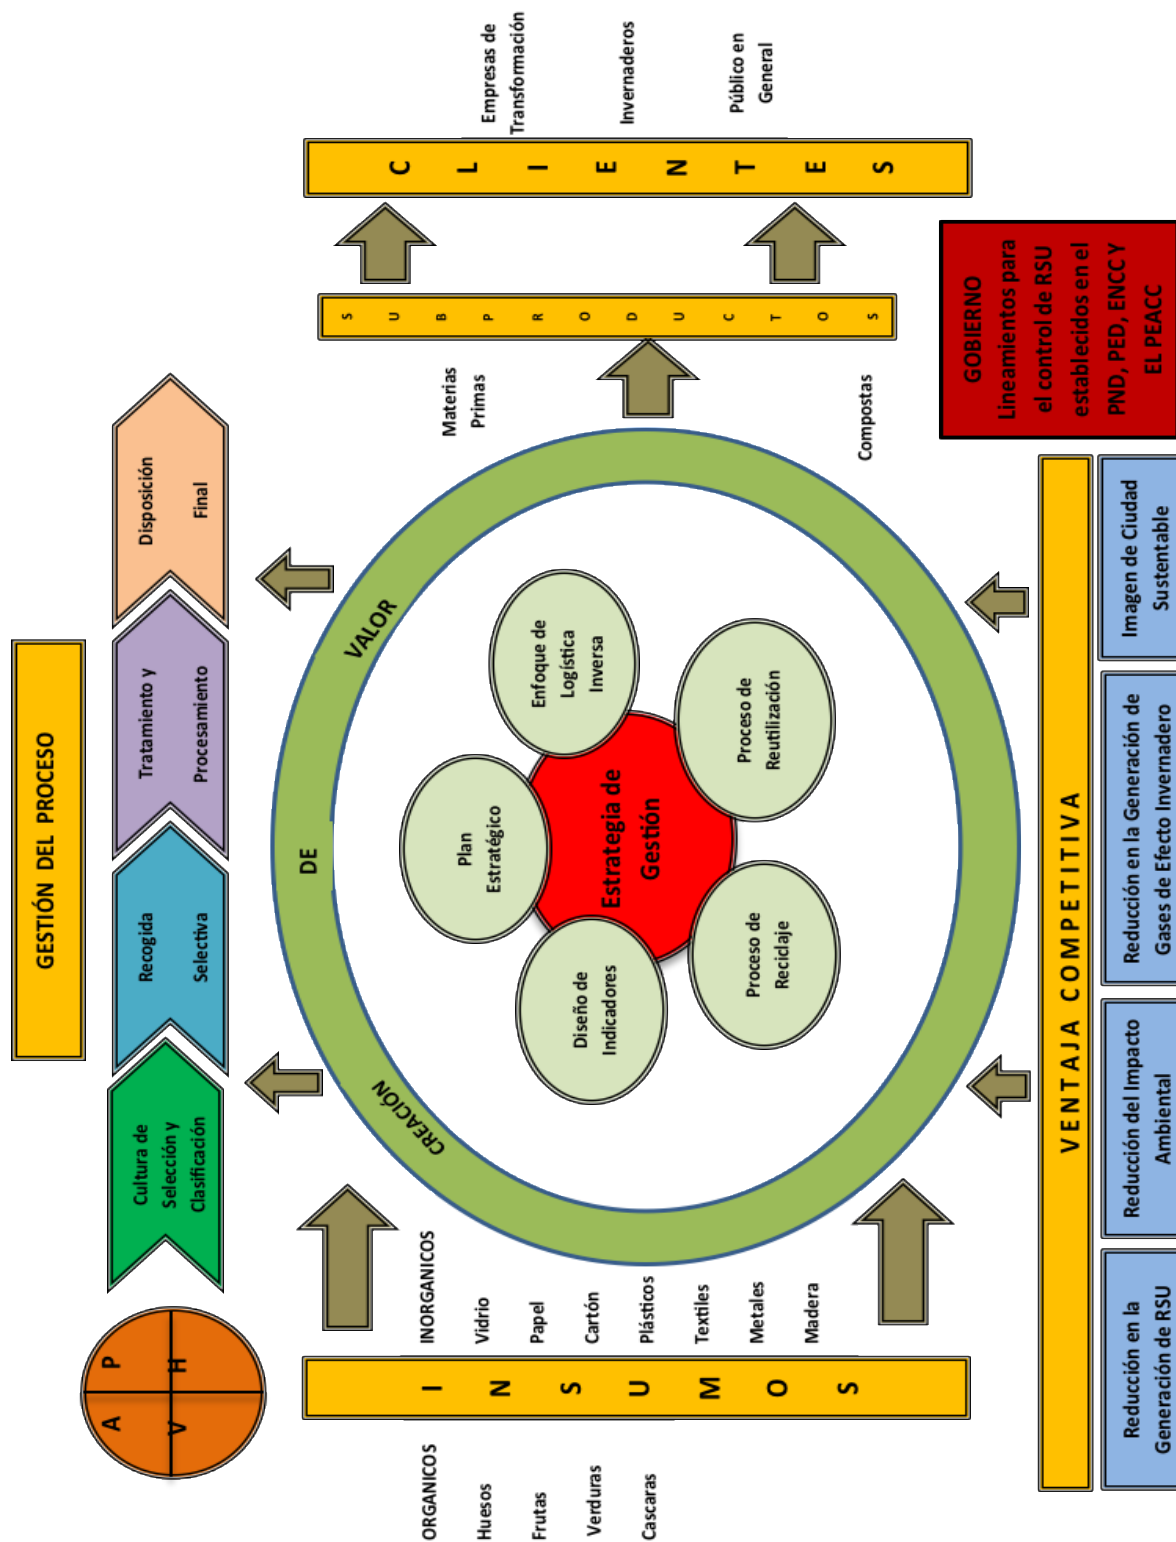 GESTIÓN DEL PROCESO
A
P
V
H
Cultura de
Selección y
Clasificación
Recogida
Selectiva
Tratamiento y
Procesamiento
Disposición
Final
ORGANICOS
Huesos
Frutas
Verduras
Cascaras
INSUMOS
INORGANICOS
Vidrio
Papel
Cartón
Plásticos
Textiles
Metales
Madera
CREACIÓN
DE
VALOR
Plan
Estratégico
Enfoque de
Logística
Inversa
Diseño de
Indicadores
Estrategia de
Gestión
Proceso de
Reciclaje
Proceso de
Reutilización
Materias
Primas
Compostas
SUBPRODUCTOS
CLIENTES
Empresas de
Transformación
Invernaderos
Público en
General
VENTAJA COMPETITIVA
Reducción en la
Generación de RSU
Reducción del Impacto
Ambiental
Reducción en la Generación de
Gases de Efecto Invernadero
Imagen de Ciudad
Sustentable
GOBIERNO
Lineamientos para
el control de RSU
establecidos en el
PND, PED, ENCC Y
EL PEACC